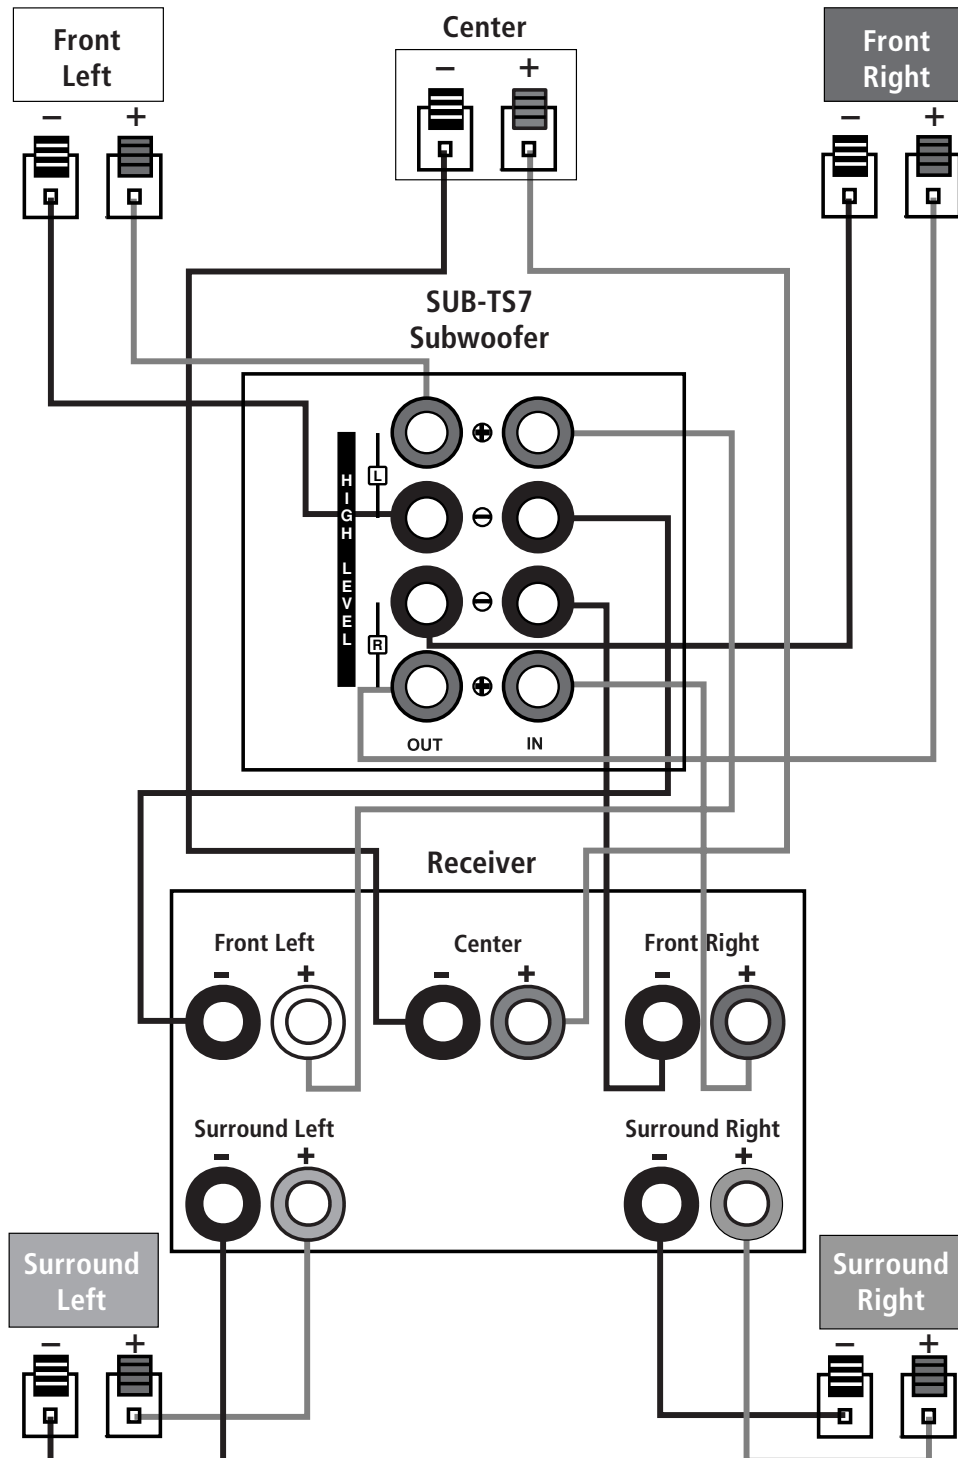 Front
Left
Center
Front
Right
− +
− +
− +
SUB-TS7
Subwoofer
HIGH LEVEL
L
R
+
−
−
+
OUT IN
Receiver
Front Left
Center
Front Right
− +
− +
− +
Surround Left
Surround Right
− +
− +
Surround
Left
Surround
Right
− +
− +